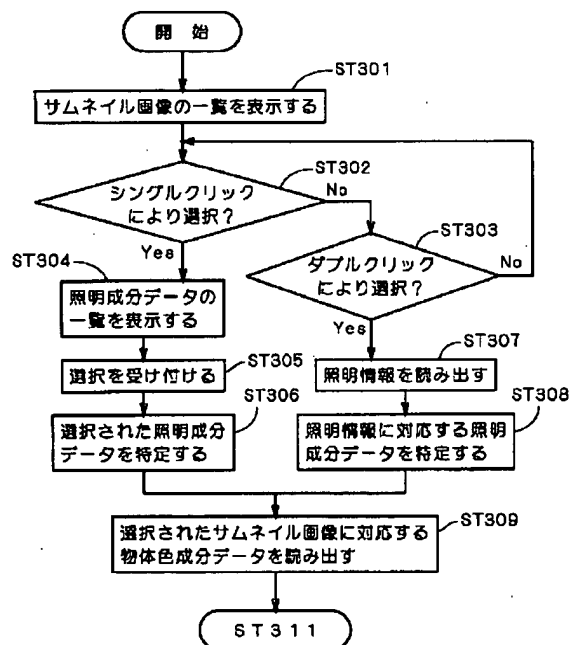 開 始
ST301
サムネイル画像の一覧を表示する
ST302
シングルクリック
により選択?
No
Yes
ST303
ダブルクリック
により選択?
No
Yes
ST304
照明成分データの
一覧を表示する
ST305
選択を受け付ける
ST306
選択された照明成分
データを特定する
ST307
照明情報を読み出す
ST308
照明情報に対応する照明
成分データを特定する
ST309
選択されたサムネイル画像に対応する
物体色成分データを読み出す
ST311